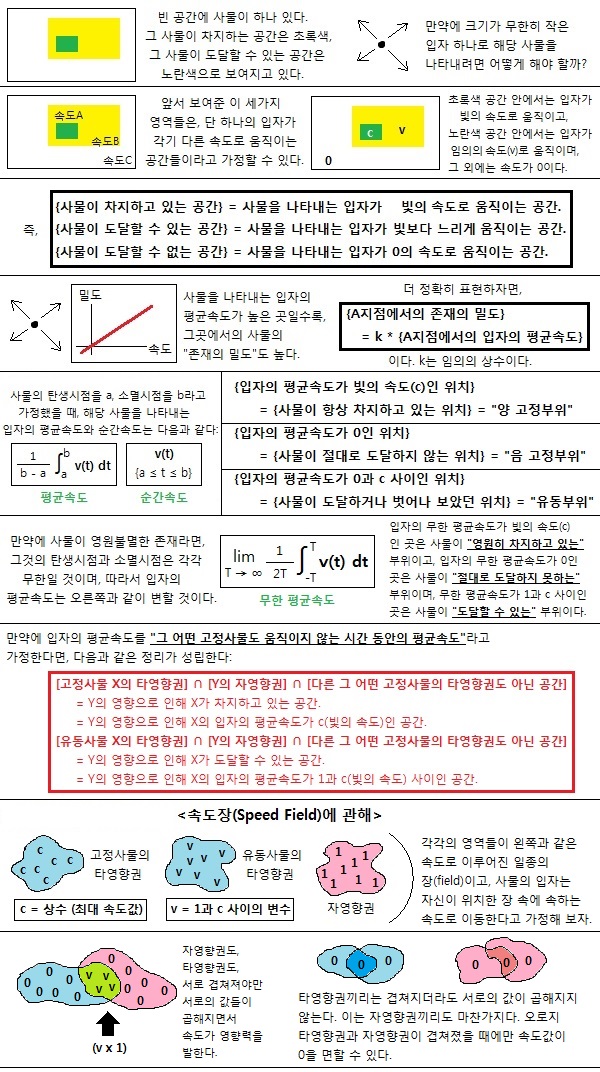 빈 공간에 사물이 하나 있다.
그 사물이 차지하는 공간은 초록색,
그 사물이 도달할 수 있는 공간은
노란색으로 보여지고 있다.
만약에 크기가 무한히 작은
입자 하나로 해당 사물을
나타내려면 어떻게 해야 할까?
속도A
속도B
속도C
앞서 보여준 이 세가지
영역들은, 단 하나의 입자가
각기 다른 속도로 움직이는
공간들이라고 가정할 수 있다.
c
v
0
초록색 공간 안에서는 입자가
빛의 속도로 움직이고,
노란색 공간 안에서는 입자가
임의의 속도(v)로 움직이며,
그 외에는 속도가 0이다.
즉,
{사물이 차지하고 있는 공간} = 사물을 나타내는 입자가 빛의 속도로 움직이는 공간.
{사물이 도달할 수 있는 공간} = 사물을 나타내는 입자가 빛보다 느리게 움직이는 공간.
{사물이 도달할 수 없는 공간} = 사물을 나타내는 입자가 0의 속도로 움직이는 공간.
밀도
속도
사물을 나타내는 입자의
평균속도가 높은 곳일수록,
그곳에서의 사물의
"존재의 밀도"도 높다.
더 정확히 표현하자면,
{A지점에서의 존재의 밀도}
= k * {A지점에서의 입자의 평균속도}
이다. k는 임의의 상수이다.
사물의 탄생시점을 a, 소멸시점을 b라고
가정했을 때, 해당 사물을 나타내는
입자의 평균속도와 순간속도는 다음과 같다:
1
b - a
∫
b
a
v(t) dt
평균속도
v(t)
{a ≤ t ≤ b}
순간속도
{입자의 평균속도가 빛의 속도(c)인 위치}
= {사물이 항상 차지하고 있는 위치} = "양 고정부위"
{입자의 평균속도가 0인 위치}
= {사물이 절대로 도달하지 않는 위치} = "음 고정부위"
{입자의 평균속도가 0과 c 사이인 위치}
= {사물이 도달하거나 벗어나 보았던 위치} = "유동부위"
만약에 사물이 영원불멸한 존재라면,
그것의 탄생시점과 소멸시점은 각각
무한일 것이며, 따라서 입자의
평균속도는 오른쪽과 같이 변할 것이다.
lim
T → ∞
1
2T
∫
T
-T
v(t) dt
무한 평균속도
입자의 무한 평균속도가 빛의 속도(c)
인 곳은 사물이 "영원히 차지하고 있는"
부위이고, 입자의 무한 평균속도가 0인
곳은 사물이 "절대로 도달하지 못하는"
부위이며, 무한 평균속도가 1과 c 사이인
곳은 사물이 "도달할 수 있는" 부위이다.
만약에 입자의 평균속도를 "그 어떤 고정사물도 움직이지 않는 시간 동안의 평균속도"라고
가정한다면, 다음과 같은 정리가 성립한다:
[고정사물 X의 타영향권] ∩ [Y의 자영향권] ∩ [다른 그 어떤 고정사물의 타영향권도 아닌 공간]
= Y의 영향으로 인해 X가 차지하고 있는 공간.
= Y의 영향으로 인해 X의 입자의 평균속도가 c(빛의 속도)인 공간.
[유동사물 X의 타영향권] ∩ [Y의 자영향권] ∩ [다른 그 어떤 고정사물의 타영향권도 아닌 공간]
= Y의 영향으로 인해 X가 도달할 수 있는 공간.
= Y의 영향으로 인해 X의 입자의 평균속도가 1과 c(빛의 속도) 사이인 공간.
<속도장(Speed Field)에 관해>
c c c c c c
고정사물의
타영향권
c = 상수 (최대 속도값)
v v v v v v
유동사물의
타영향권
v = 1과 c 사이의 변수
1 1 1 1 1 1 1
자영향권
각각의 영역들이 왼쪽과 같은
속도로 이루어진 일종의
장(field)이고, 사물의 입자는
자신이 위치한 장 속에 속하는
속도로 이동한다고 가정해 보자.
0 0 0 0 0 0 v v v v v 0 0 0 0 0 0
(v x 1)
자영향권도,
타영향권도,
서로 겹쳐져야만
서로의 값들이
곱해지면서
속도가 영향력을
발한다.
0 0 0
0 0 0
타영향권끼리는 겹쳐지더라도 서로의 값이 곱해지지
않는다. 이는 자영향권끼리도 마찬가지다. 오로지
타영향권과 자영향권이 겹쳐졌을 때에만 속도값이
0을 면할 수 있다.